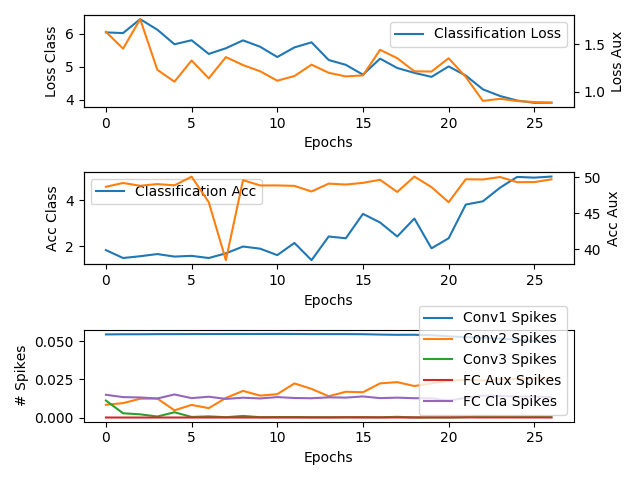 Loss Class
6
5
4
Classification Loss
1.5
1.0
Loss Aux
0 5 10 15 20 25
Epochs
Acc Class
4
2
Classification Acc
50
45
40
Acc Aux
0 5 10 15 20 25
Epochs
# Spikes
0.050
0.025
0.000
Conv1 Spikes
Conv2 Spikes
Conv3 Spikes
FC Aux Spikes
FC Cla Spikes
0 5 10 15 20 25
Epochs